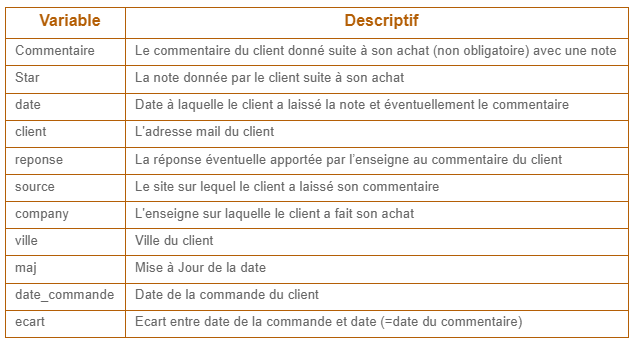 Variable Descriptif
Commentaire Le commentaire du client donné suite à son achat (non obligatoire) avec une note
Star La note donnée par le client suite à son achat
date Date à laquelle le client a laissé la note et éventuellement le commentaire
client L'adresse mail du client
reponse La réponse éventuelle apportée par l'enseigne au commentaire du client
source Le site sur lequel le client a laissé son commentaire
company L'enseigne sur laquelle le client a fait son achat
ville Ville du client
maj Mise à Jour de la date
date_commande Date de la commande du client
ecart Ecart entre date de la commande et date (=date du commentaire)